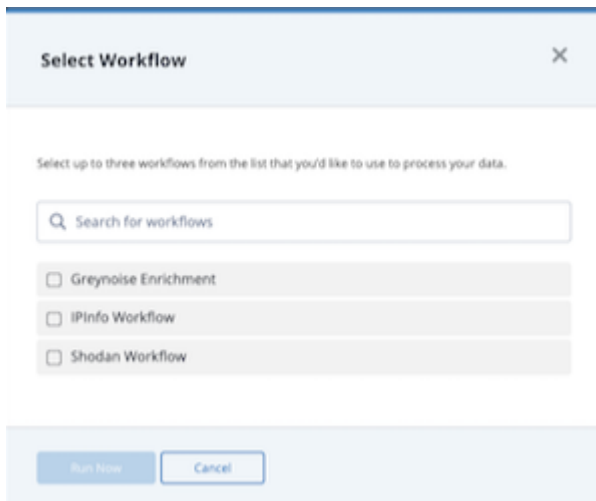 Select Workflow
Select up to three workflows from the list that you'd like to use to process your data.
Search for workflows
Greynoise Enrichment
IPInfo Workflow
Shodan Workflow
Run Now
Cancel